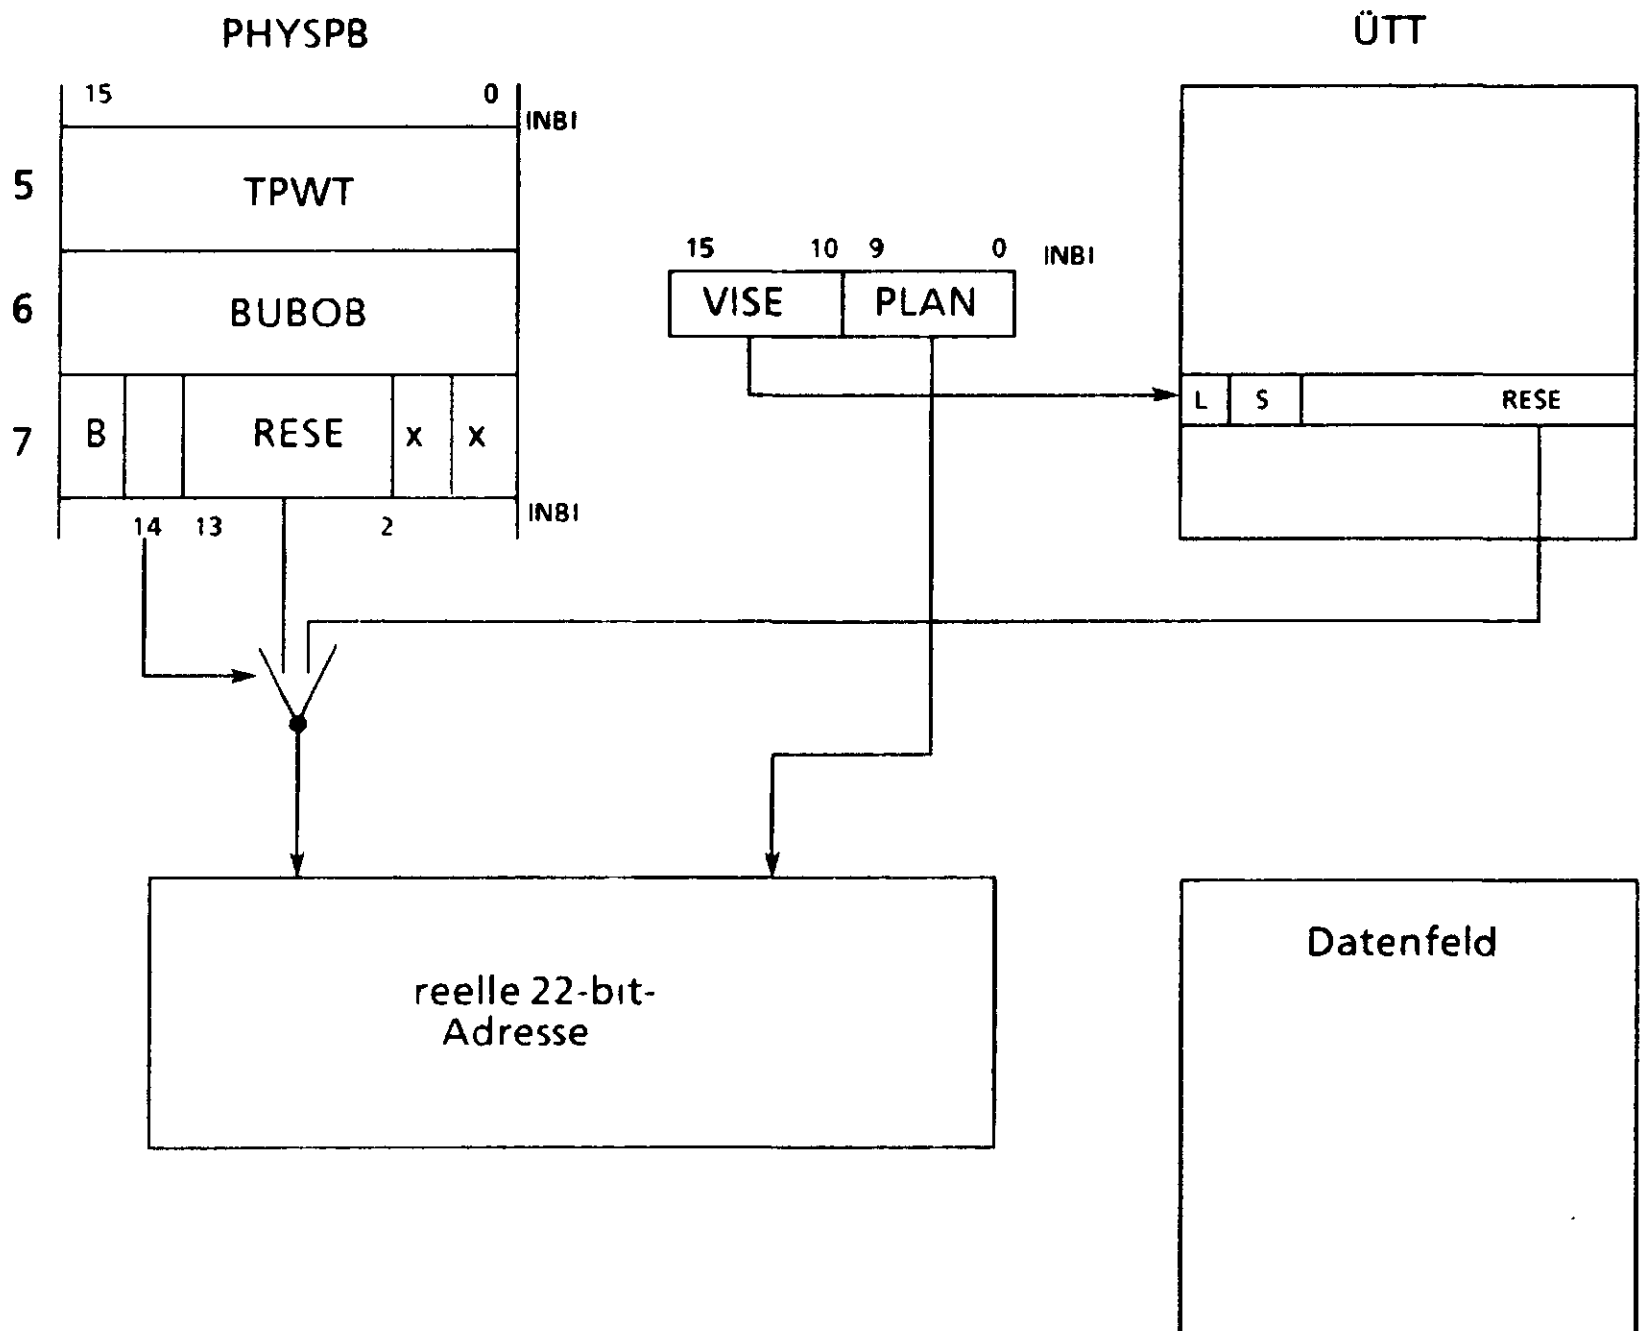 PHYSPB
ÜTT
15 0
INBI
5 TPWT
15 10 9 0 INBI
6 BUBOB
VISE PLAN
7 B RESE x x
L S RESE
14 13 2 INBI
reelle 22-bit-
Adresse
Datenfeld